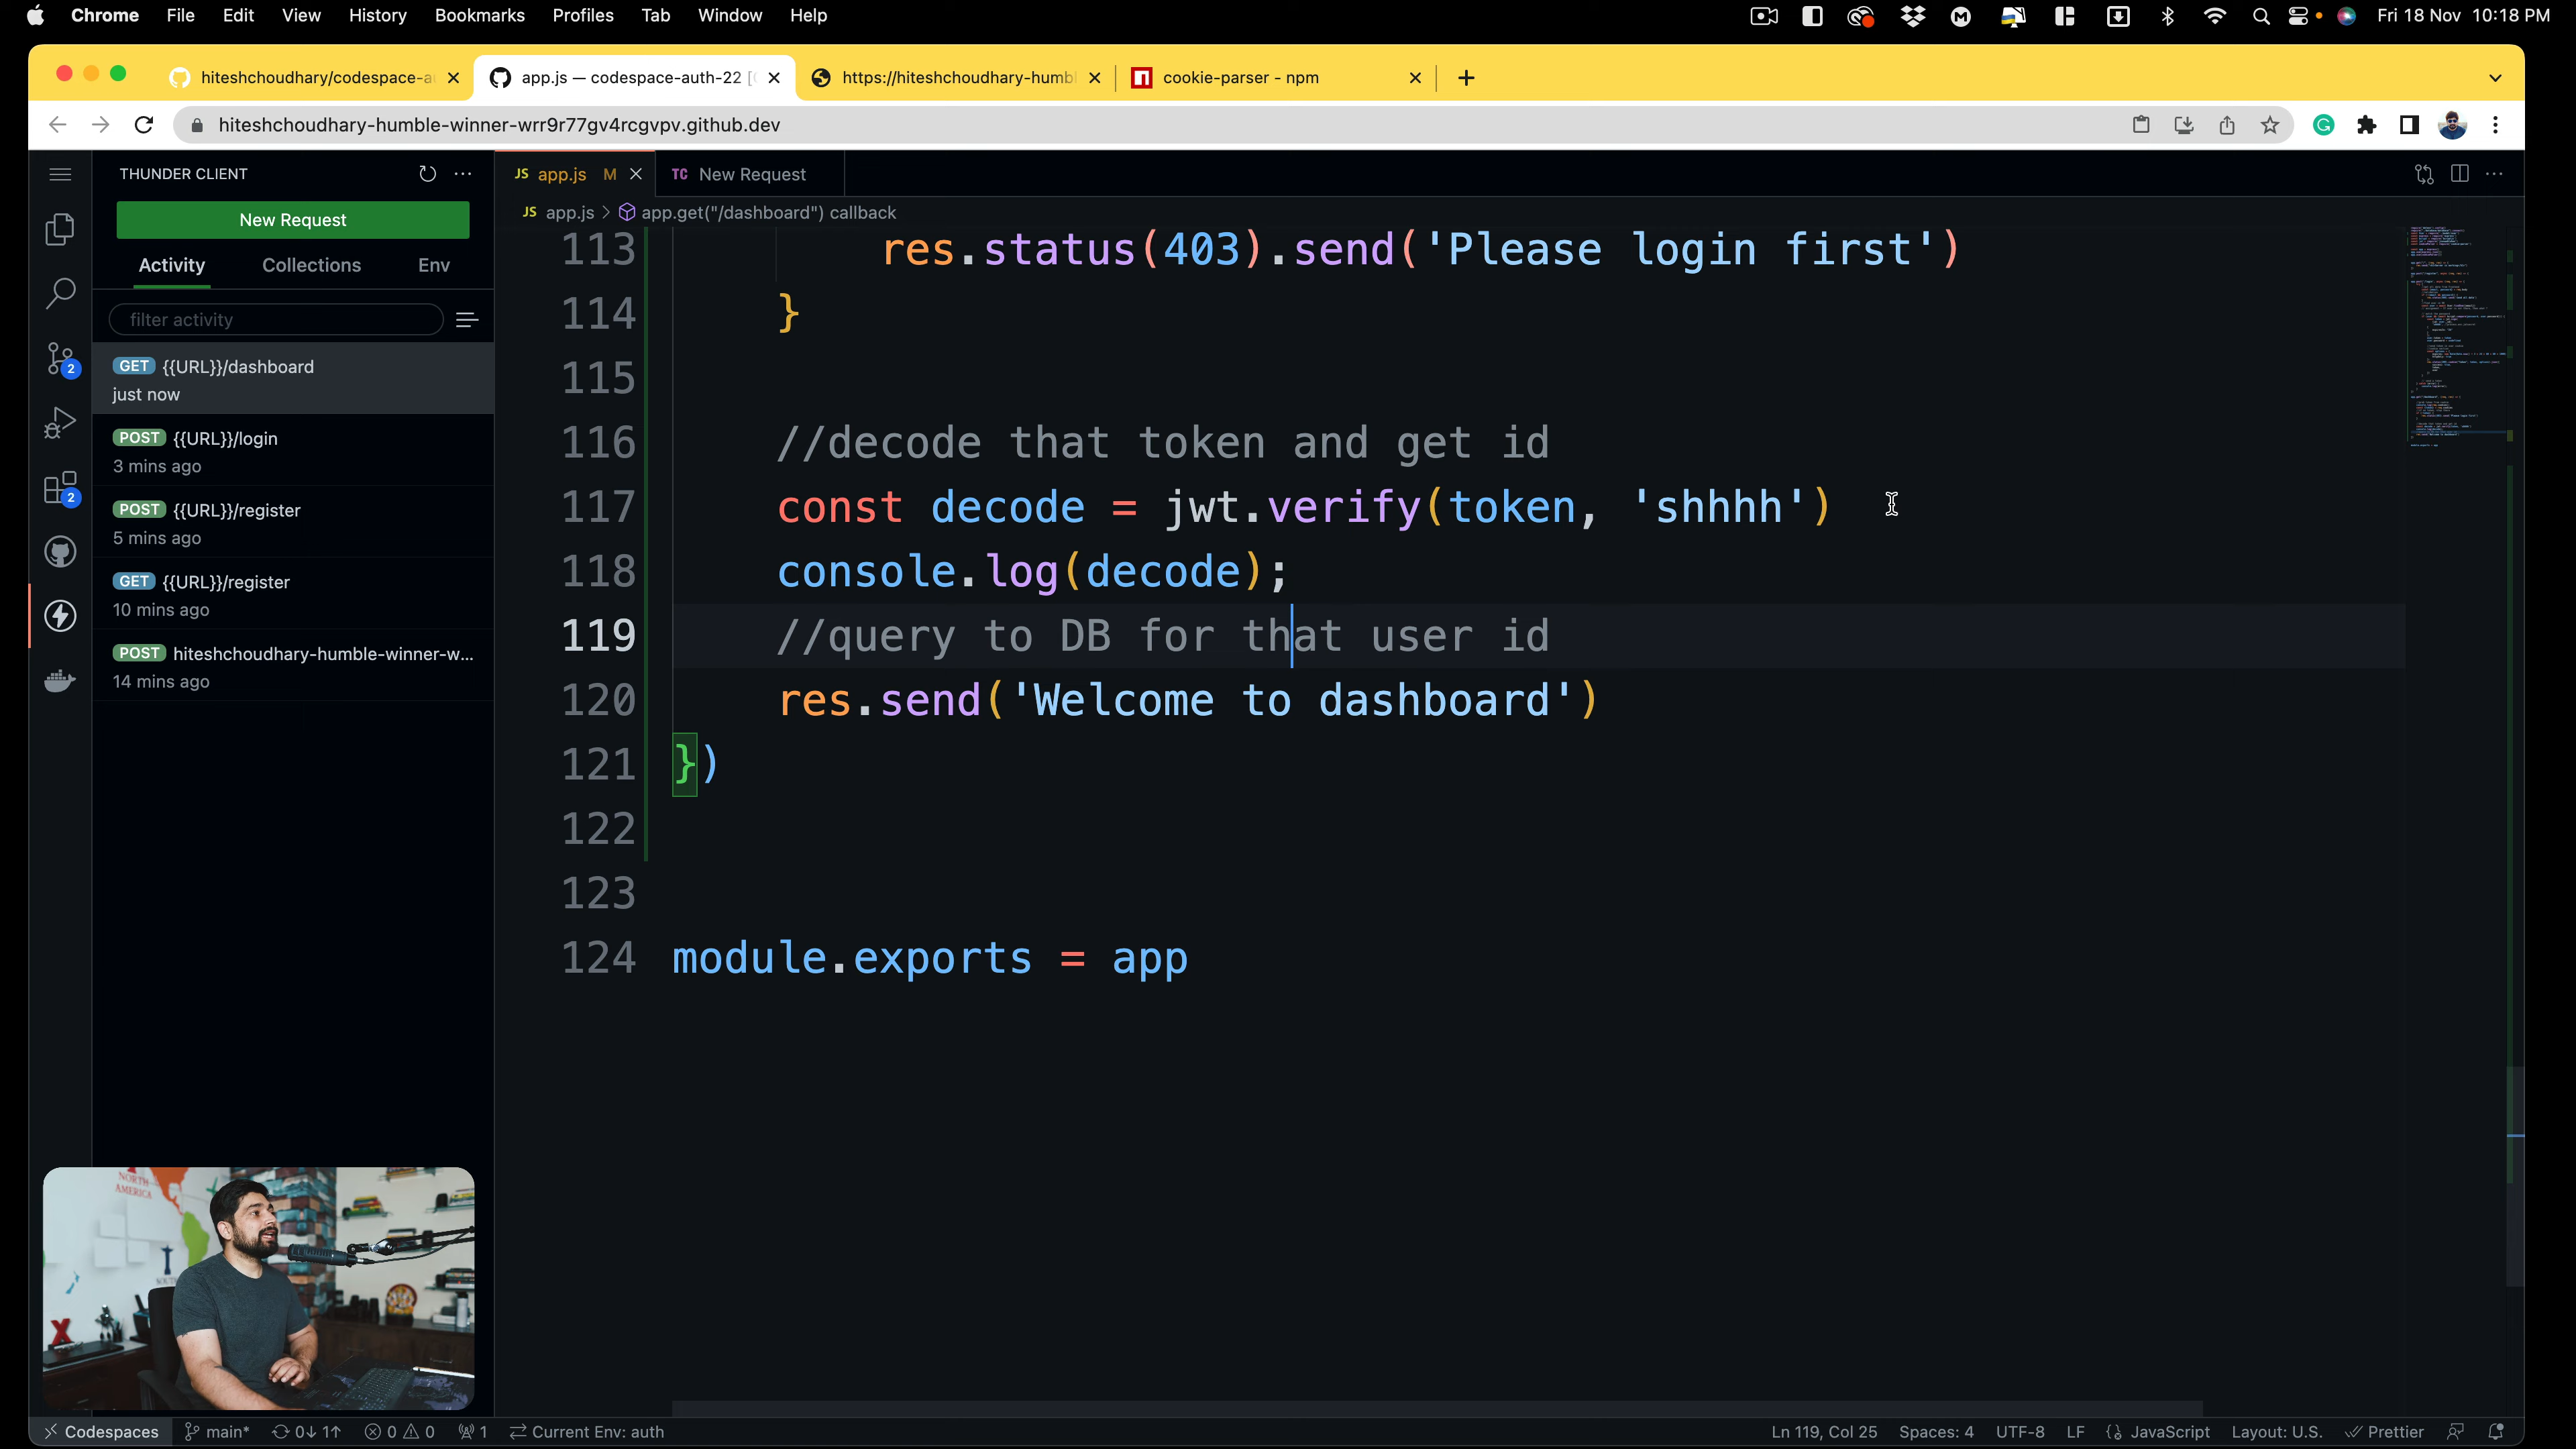 Chrome File Edit View History Bookmarks Profiles Tab Window Help
Fri 18 Nov 10:18 PM
hiteshchoudhary/codespace-a
app.js — codespace-auth-22 [
https://hiteshchoudhary-humb
cookie-parser - npm
hiteshchoudhary-humble-winner-wrr9r77gv4rcgvpv.github.dev
THUNDER CLIENT
New Request
Activity Collections Env
filter activity
GET {{URL}}/dashboard
just now
POST {{URL}}/login
3 mins ago
POST {{URL}}/register
5 mins ago
GET {{URL}}/register
10 mins ago
POST hiteshchoudhary-humble-winner-w...
14 mins ago
2
2
JS app.js M
TC New Request
JS app.js > app.get("/dashboard") callback
113 res.status(403).send('Please login first')
114 }
115
116 //decode that token and get id
117 const decode = jwt.verify(token, 'shhhh')
118 console.log(decode);
119 //query to DB for that user id
120 res.send('Welcome to dashboard')
121 })
122
123
124 module.exports = app
NORTH
AMERICA
Codespaces main* 0↓ 1↑ 0 0 1 Current Env: auth
Ln 119, Col 25 Spaces: 4 UTF-8 LF JavaScript Layout: U.S. Prettier